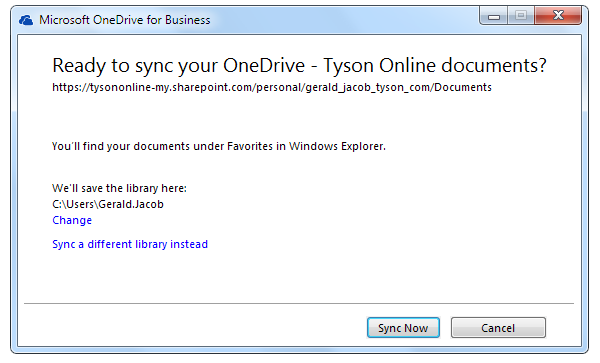 Microsoft OneDrive for Business
Ready to sync your OneDrive - Tyson Online documents?
https://tysononline-my.sharepoint.com/personal/gerald_jacob_tyson_com/Documents
You'll find your documents under Favorites in Windows Explorer.
We'll save the library here:
C:\Users\Gerald.Jacob
Change
Sync a different library instead
Sync Now
Cancel